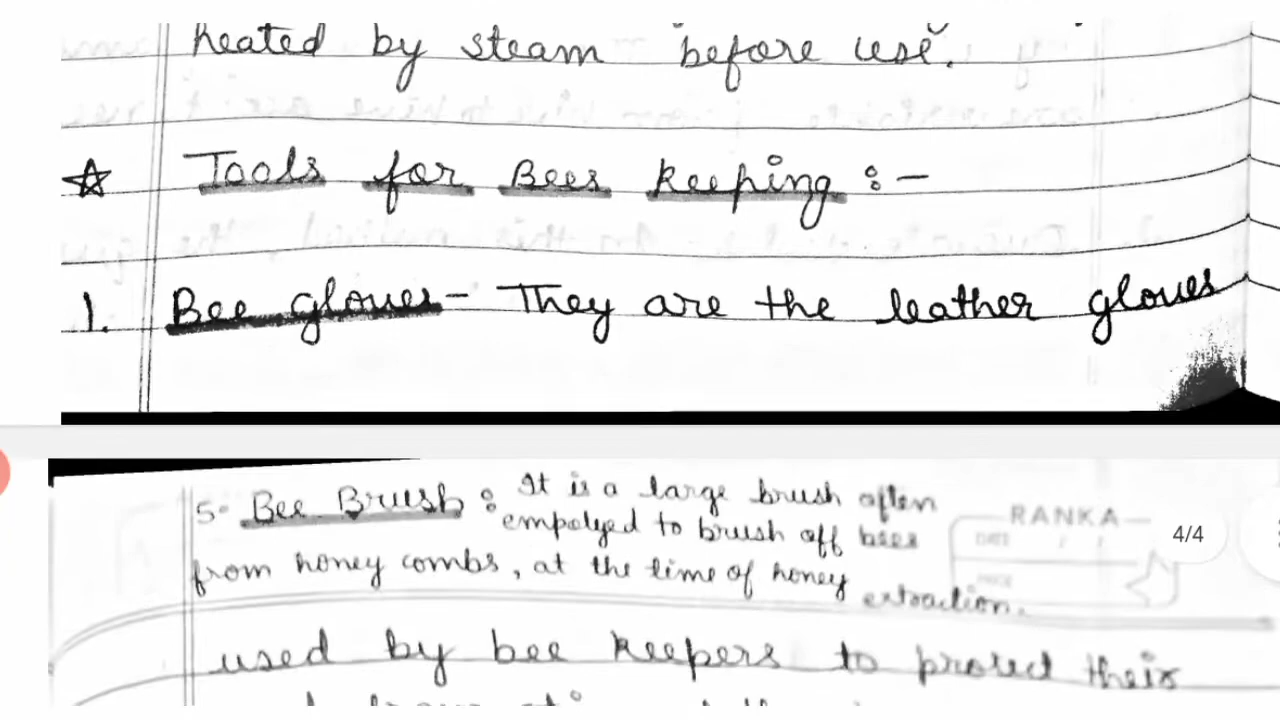 heated by steam before use.
☆ Tools for Bees keeping :-
1. Bee gloves - They are the leather gloves
5- Bee Brush : It is a large brush often
empolyed to brush off bees
from honey combs, at the time of honey extraction.
RANKA
DATE
4/4
used by bee keepers to protect their